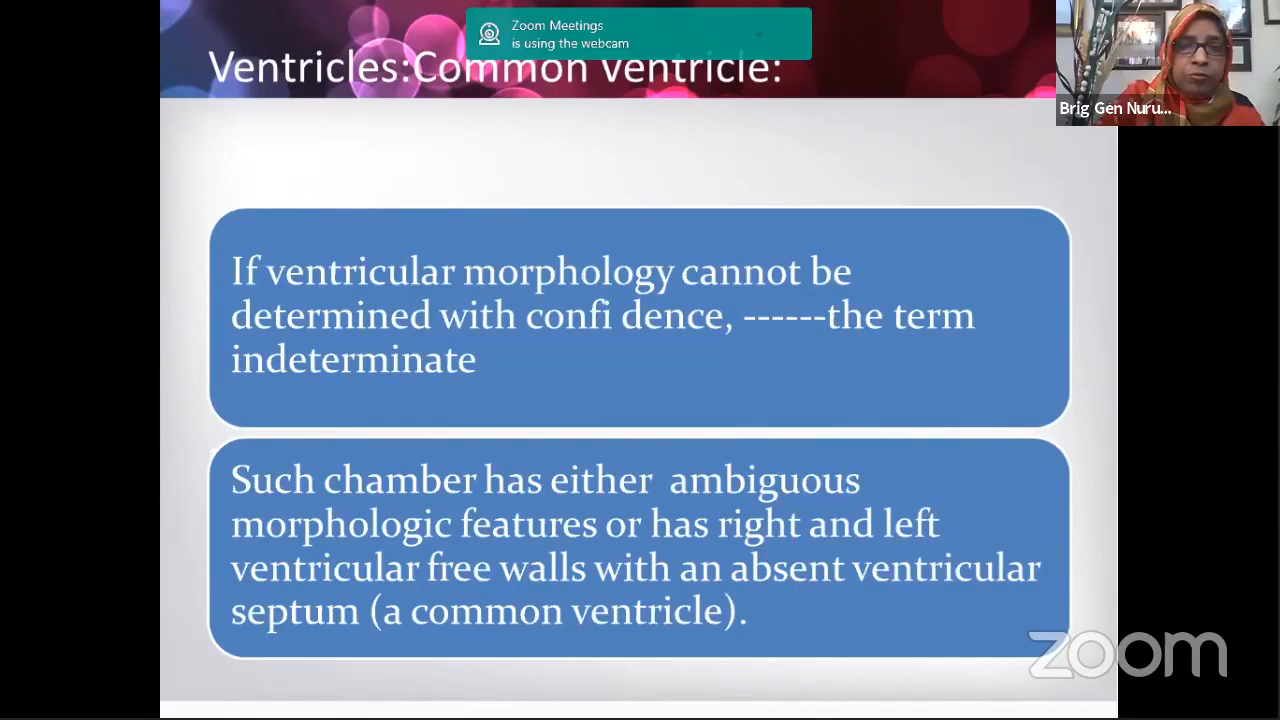 Zoom Meetings
is using the webcam
Ventricles:Common ventricle:
Brig Gen Nuru...
If ventricular morphology cannot be
determined with confi dence, ------the term
indeterminate
Such chamber has either ambiguous
morphologic features or has right and left
ventricular free walls with an absent ventricular
septum (a common ventricle).
zoom